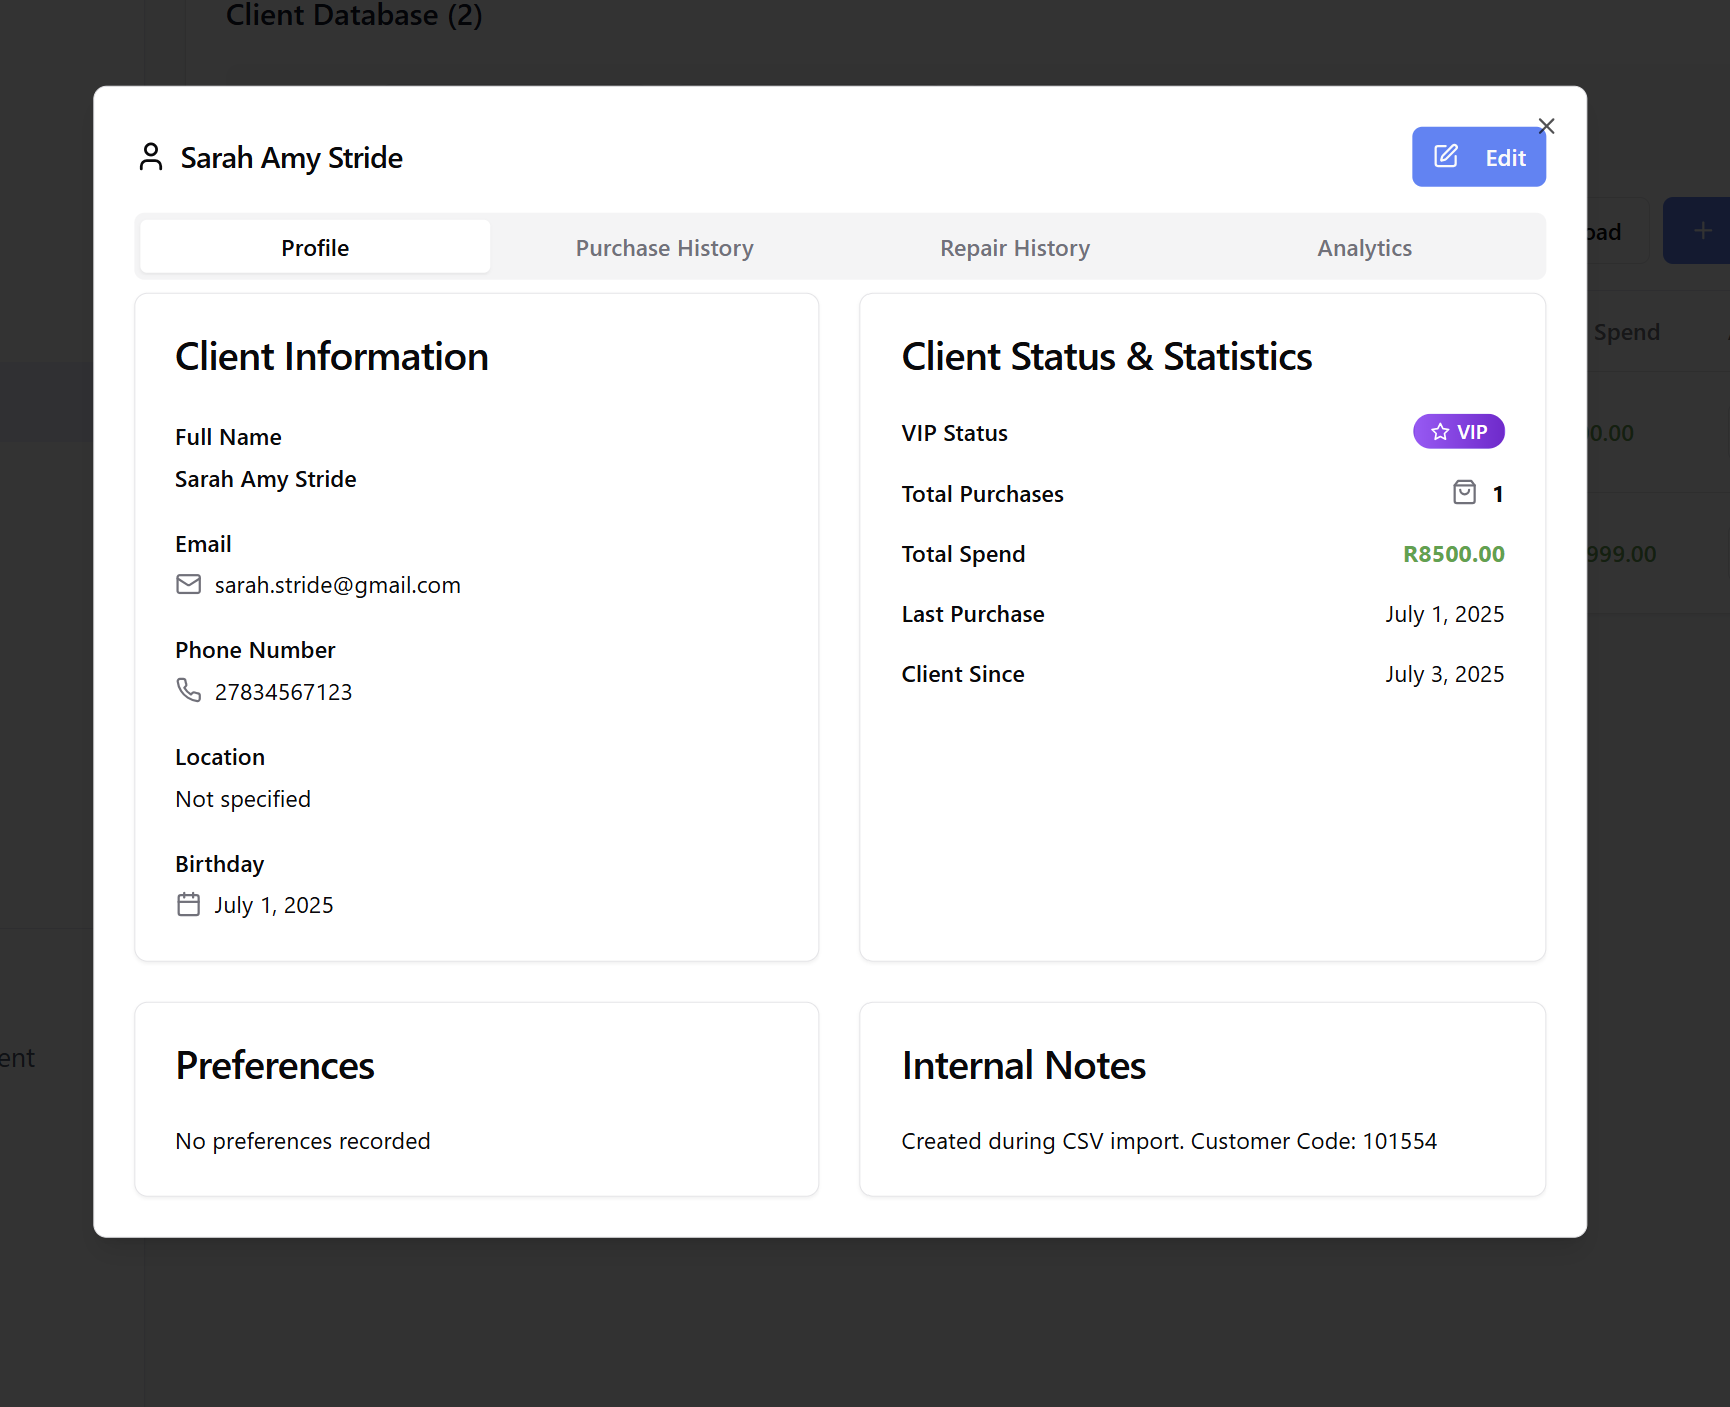 Client Database (2)
Sarah Amy Stride
Edit
Profile
Purchase History
Repair History
Analytics
Client Information
Full Name
Sarah Amy Stride
Email
sarah.stride@gmail.com
Phone Number
27834567123
Location
Not specified
Birthday
July 1, 2025
Client Status & Statistics
VIP Status
VIP
Total Purchases
1
Total Spend
R8500.00
Last Purchase
July 1, 2025
Client Since
July 3, 2025
Preferences
No preferences recorded
Internal Notes
Created during CSV import. Customer Code: 101554
oad
Spend
0.00
999.00
ent